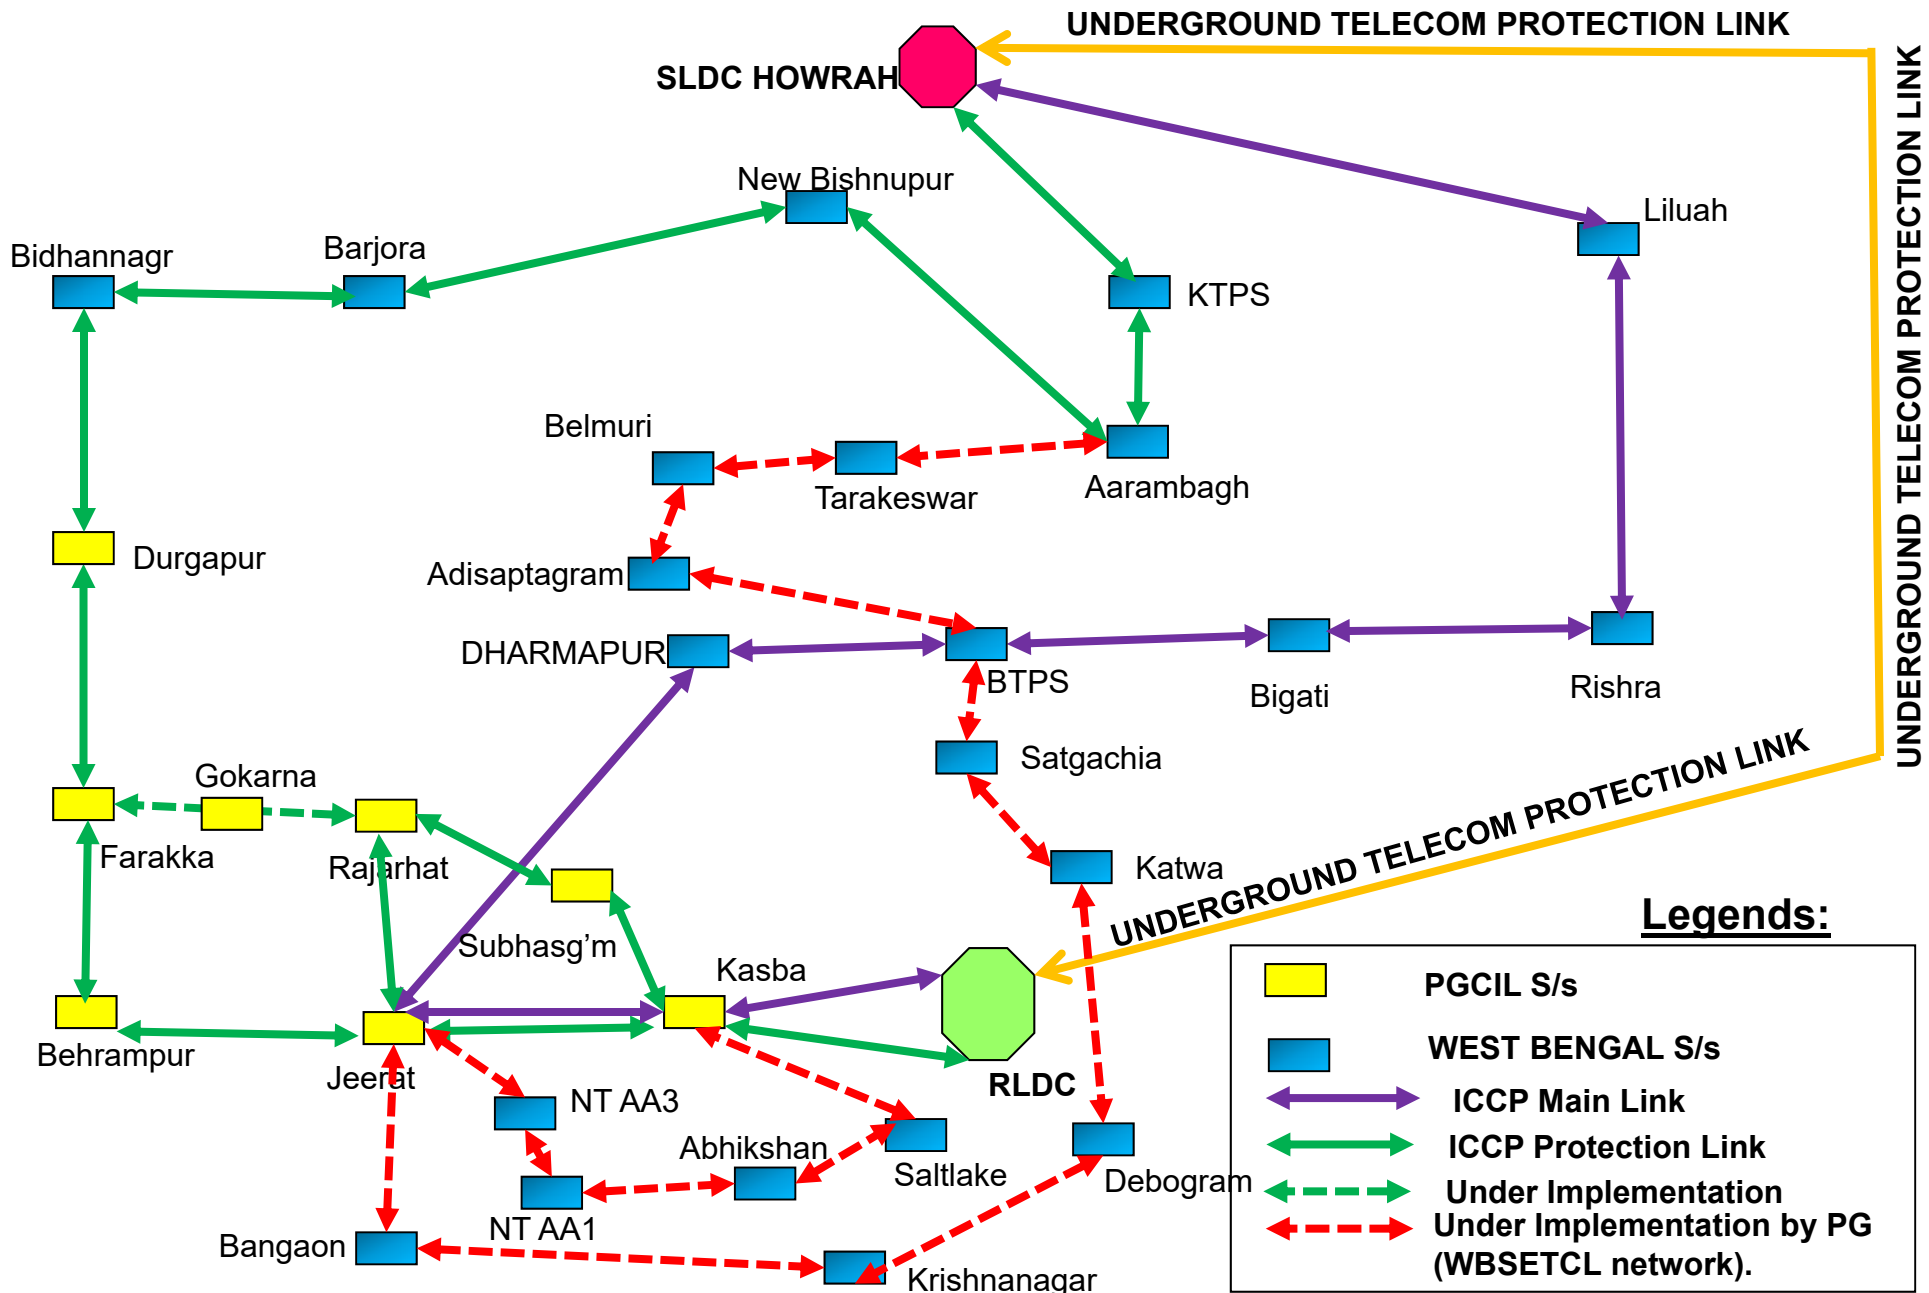 UNDERGROUND TELECOM PROTECTION LINK
SLDC HOWRAH
UNDERGROUND TELECOM PROTECTION LINK
New Bishnupur
Liluah
Bidhannagr
Barjora
KTPS
Belmuri
Tarakeswar
Aarambagh
Durgapur
Adisaptagram
DHARMAPUR
BTPS
Bigati
Rishra
Satgachia
UNDERGROUND TELECOM PROTECTION LINK
Gokarna
Farakka
Rajarhat
Katwa
Subhasg’m
Kasba
Legends:
PGCIL S/s
Behrampur
Jeerat
RLDC
WEST BENGAL S/s
NT AA3
ICCP Main Link
Abhikshan
ICCP Protection Link
Saltlake
Debogram
Under Implementation
NT AA1
Bangaon
Krishnanagar
Under Implementation by PG
(WBSETCL network).